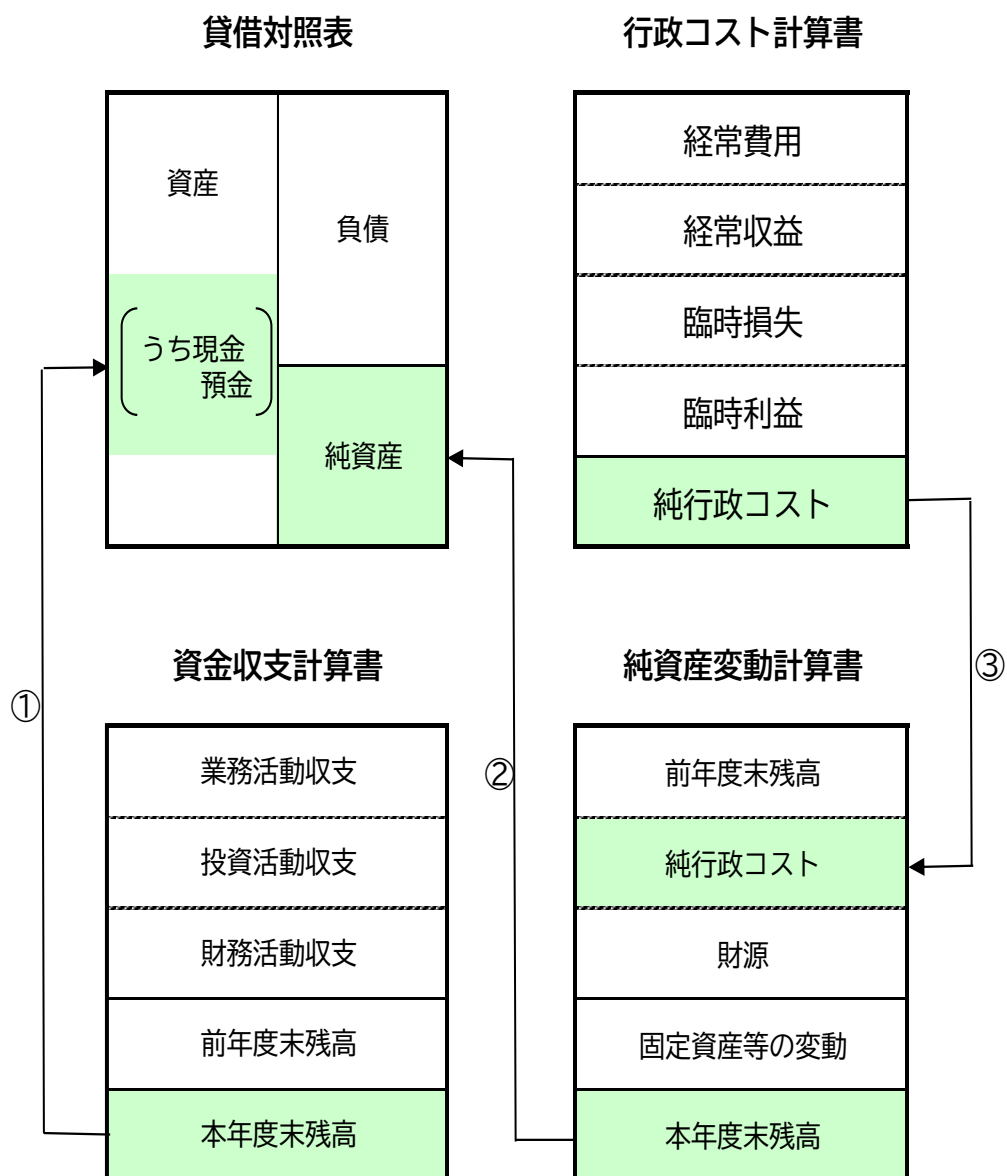 貸借対照表
資産
負債
うち現金
預金
純資産
行政コスト計算書
経常費用
経常収益
臨時損失
臨時利益
純行政コスト
①
②
③
資金収支計算書
業務活動収支
投資活動収支
財務活動収支
前年度末残高
本年度末残高
純資産変動計算書
前年度末残高
純行政コスト
財源
固定資産等の変動
本年度末残高